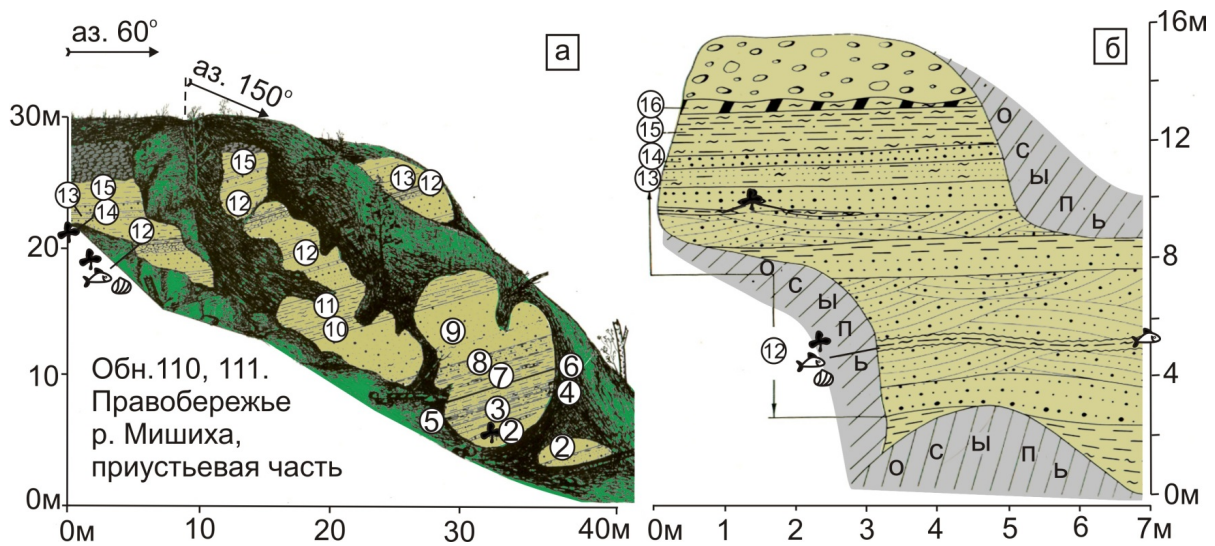 аз. 60°
аз. 150°
а
30м
20
10
0м
0м
10
20
30
40м
15
13
14
12
15
12
13
12
12
11
10
9
8
7
6
4
3
5
2
2
Обн.110, 111.
Правобережье
р. Мишиха,
приустьевая часть
б
16м
12
8
4
0м
0м
1
2
3
4
5
6
7м
16
15
14
13
12
осыпь
осыпь
осыпь